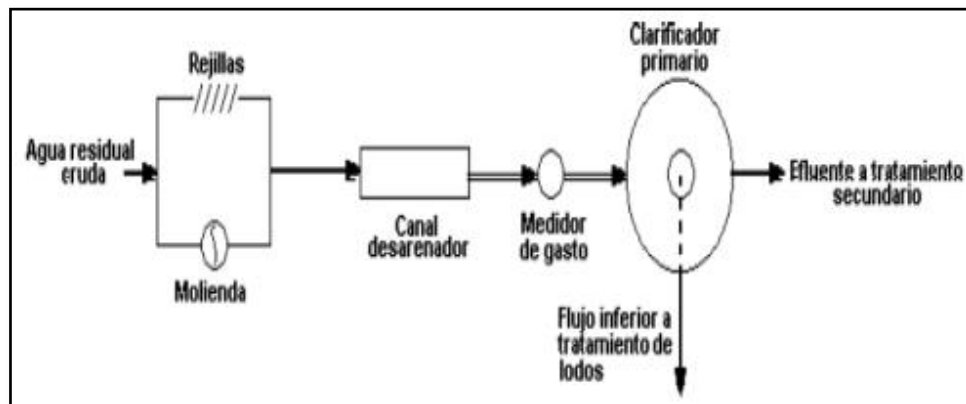 Rejillas
Agua residual
cruda
Molienda
Canal
desarenador
Medidor
de gasto
Clarificador
primario
Efluente a tratamiento
secundario
Flujo inferior a
tratamiento de
lodos